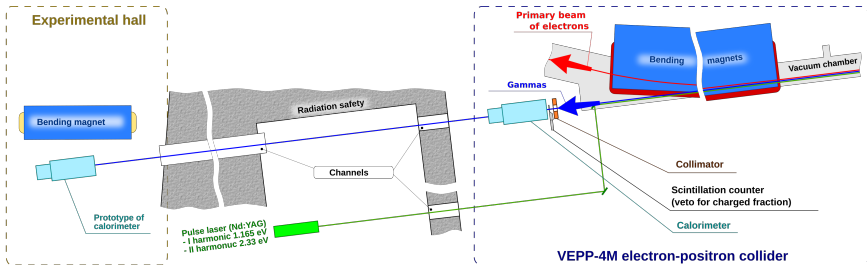 Experimental hall
Bending magnet
Prototype of
calorimeter
Radiation safety
Channels
Pulse laser (Nd:YAG)
- I harmonic 1.165 eV
- II harmonuc 2.33 eV
Primary beam
of electrons
Gammas
Bending magnets
Vacuum chamber
Collimator
Scintillation counter
(veto for charged fraction)
Calorimeter
VEPP-4M electron-positron collider